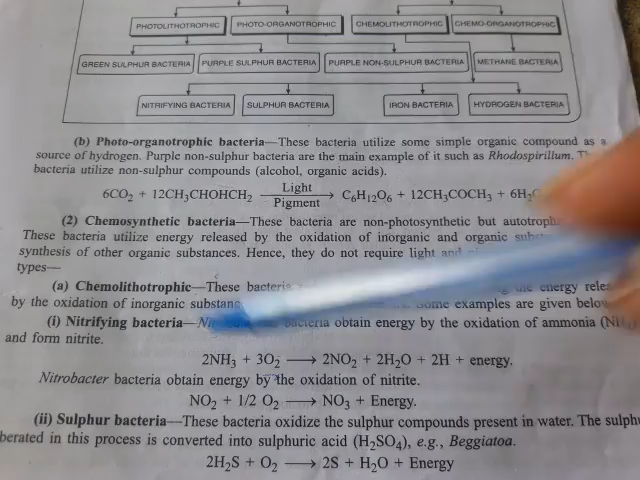 PHOTOLITHOTROPHIC PHOTO-ORGANOTROPHIC CHEMOLITHOTROPHIC CHEMO-ORGANOTROPHIC
GREEN SULPHUR BACTERIA PURPLE SULPHUR BACTERIA PURPLE NON-SULPHUR BACTERIA METHANE BACTERIA
NITRIFYING BACTERIA SULPHUR BACTERIA IRON BACTERIA HYDROGEN BACTERIA
(b) Photo-organotrophic bacteria—These bacteria utilize some simple organic compound as a
source of hydrogen. Purple non-sulphur bacteria are the main example of it such as Rhodospirillum.
bacteria utilize non-sulphur compounds (alcohol, organic acids).
6CO₂ + 12CH₃CHOHCH₂ Light Pigment → C₆H₁₂O₆ + 12CH₃COCH₃ + 6H₂O
(2) Chemosynthetic bacteria—These bacteria are non-photosynthetic but
These bacteria utilize energy released by the oxidation of inorganic and organic
synthesis of other organic substances. Hence, they do not require light and
types—
(a) Chemolithotrophic—These energy
by the oxidation of inorganic some examples are given
(i) Nitrifying bacteria— bacteria obtain energy by the oxidation of ammonia
and form nitrite.
2NH₃ + 3O₂ → 2NO₂ + 2H₂O + 2H + energy.
Nitrobacter bacteria obtain energy by the oxidation of nitrite.
NO₂ + 1/2 O₂ → NO₃ + Energy.
(ii) Sulphur bacteria—These bacteria oxidize the sulphur compounds present in water. The
berated in this process is converted into sulphuric acid (H₂SO₄), e.g., Beggiatoa.
2H₂S + O₂ → 2S + H₂O + Energy